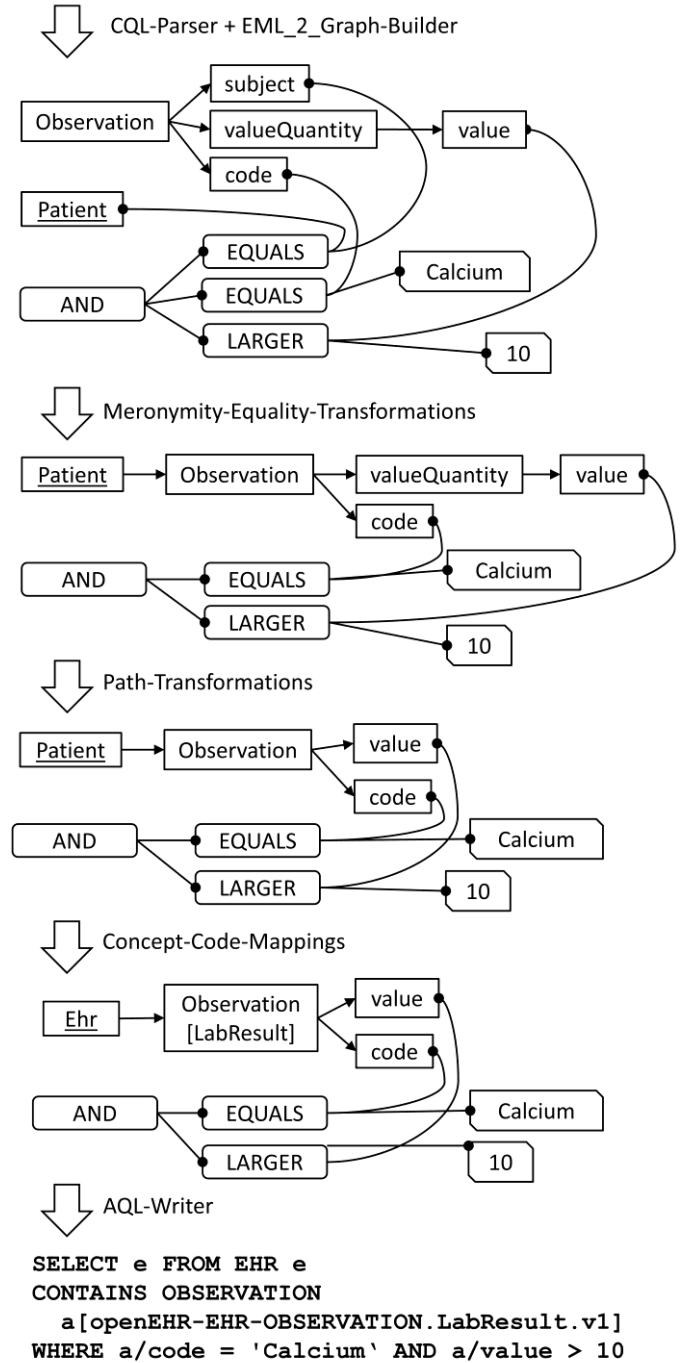 CQL-Parser + EML_2_Graph-Builder
subject
Observation
valueQuantity
value
code
Patient
EQUALS
Calcium
EQUALS
AND
LARGER
10
Meronymity-Equality-Transformations
Patient
Observation
valueQuantity
value
code
AND
EQUALS
Calcium
LARGER
10
Path-Transformations
Patient
Observation
value
code
AND
EQUALS
Calcium
LARGER
10
Concept-Code-Mappings
Ehr
Observation
[LabResult]
value
code
AND
EQUALS
Calcium
LARGER
10
AQL-Writer
SELECT e FROM EHR e
CONTAINS OBSERVATION
a[openEHR-EHR-OBSERVATION.LabResult.v1]
WHERE a/code = 'Calcium‛ AND a/value > 10